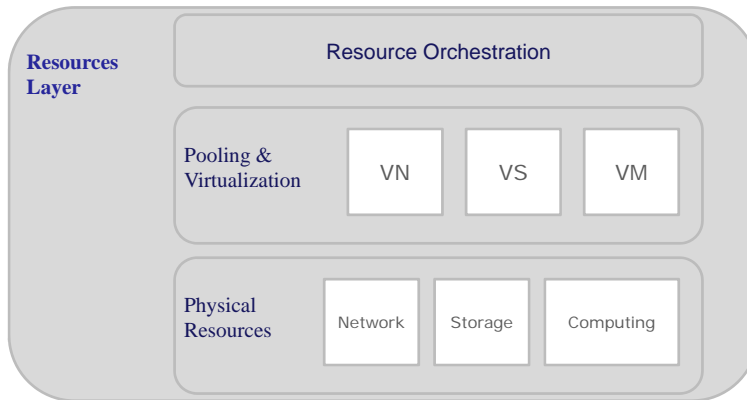 Resources
Layer
Resource Orchestration
Pooling &
Virtualization
VN
VS
VM
Physical
Resources
Network
Storage
Computing